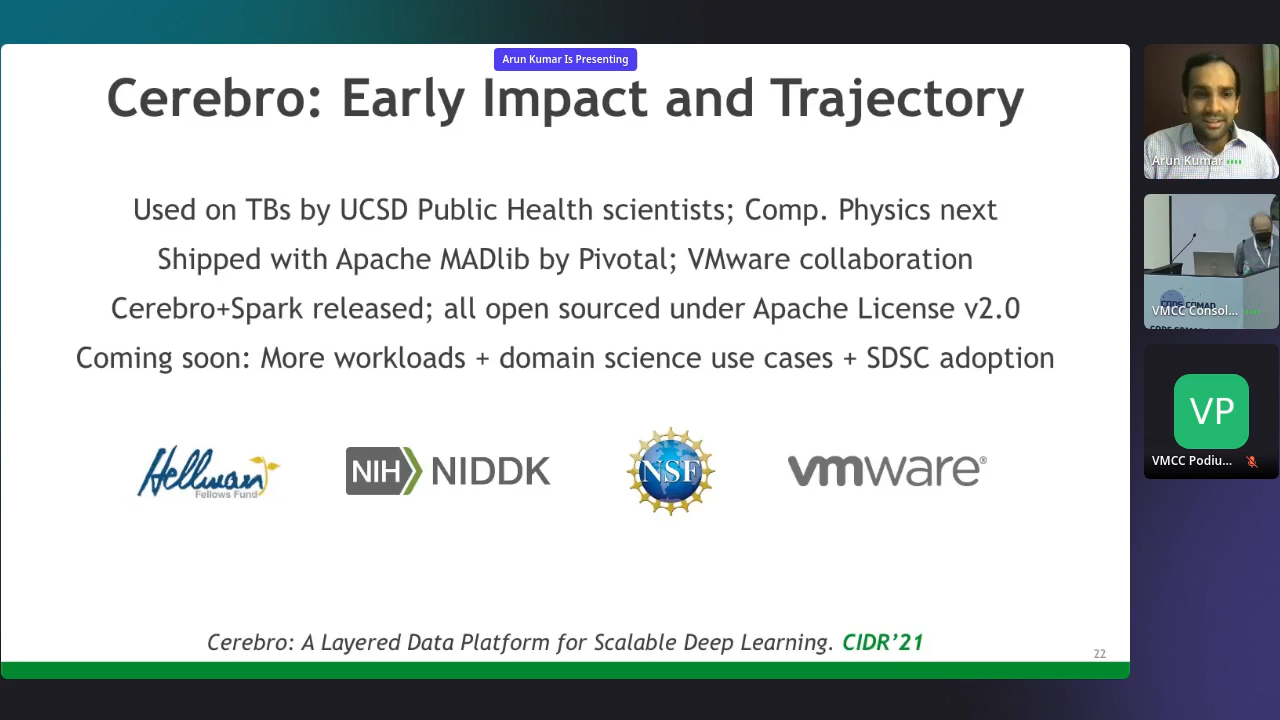 Arun Kumar Is Presenting
Cerebro: Early Impact and Trajectory
Used on TBs by UCSD Public Health scientists; Comp. Physics next
Shipped with Apache MADlib by Pivotal; VMware collaboration
Cerebro+Spark released; all open sourced under Apache License v2.0
Coming soon: More workloads + domain science use cases + SDSC adoption
Hellman
Fellows Fund
NIH NIDDK
NSF
vmware®
Cerebro: A Layered Data Platform for Scalable Deep Learning. CIDR’21
22
Arun Kumar
CODS COMAD
VMCC Consol...
VP
VMCC Podiu...